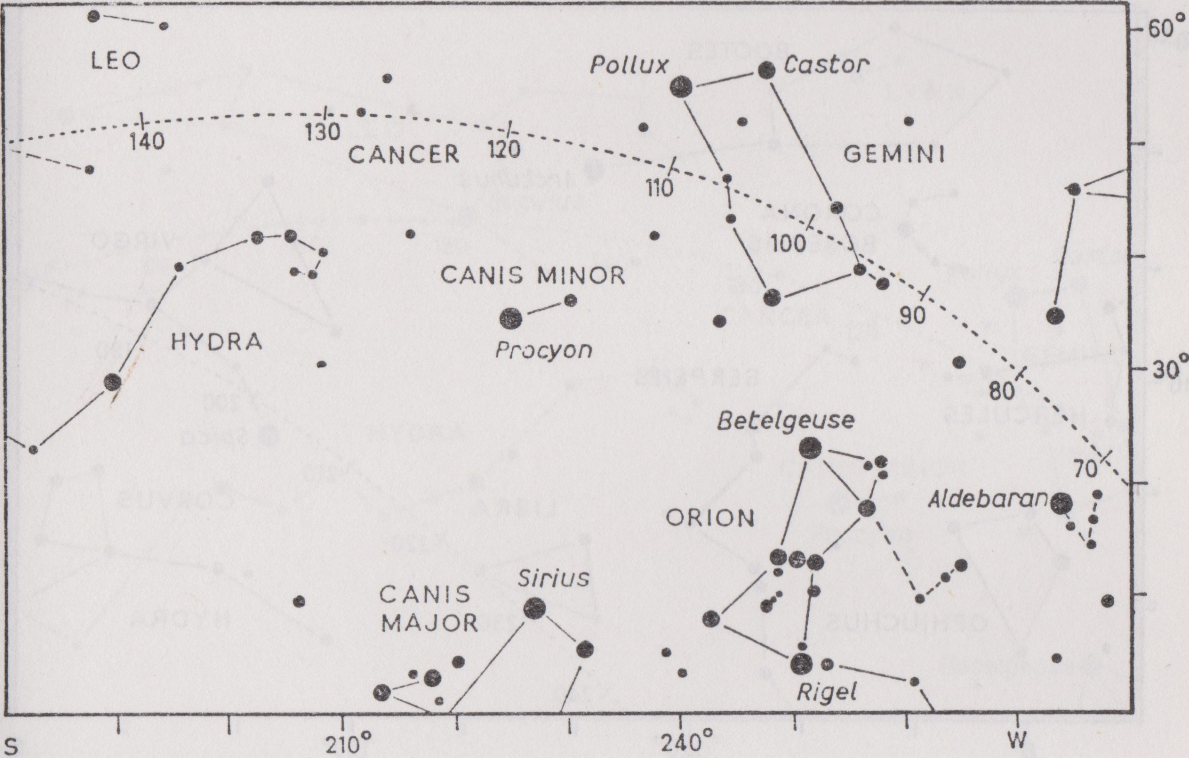 60°
LEO
Pollux
Castor
140
130
CANCER
120
110
GEMINI
100
CANIS MINOR
90
HYDRA
Procyon
30°
80
Betelgeuse
70
Aldebaran
ORION
Sirius
CANIS
MAJOR
Rigel
S
210°
240°
W